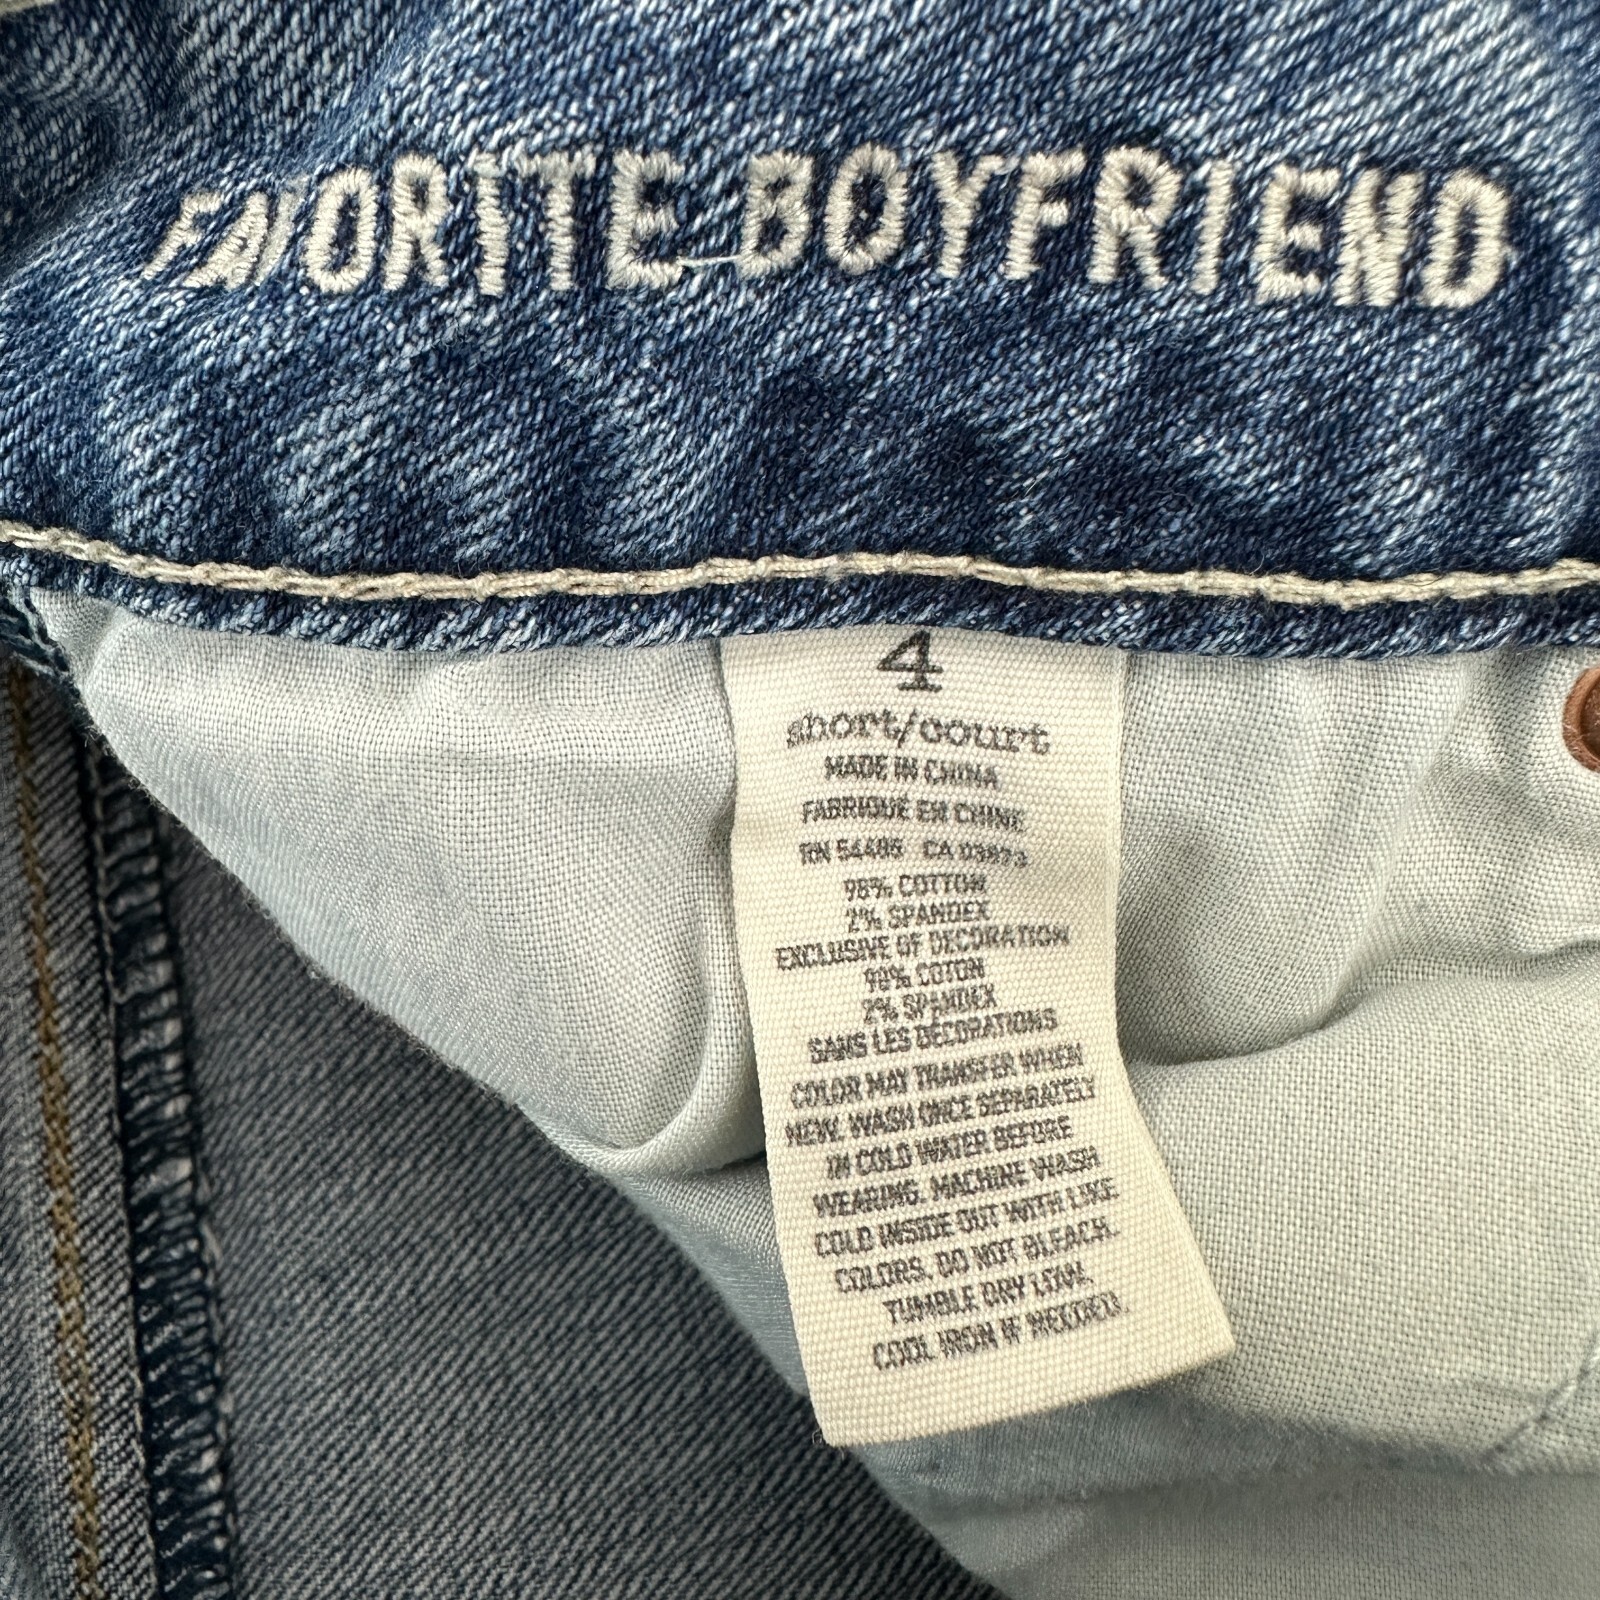 FAVORITE BOYFRIEND
4
short/court
MADE IN CHINA
FABRIQUÉ EN CHINE
RN 54485 CA 03873
98% COTTON
2% SPANDEX
EXCLUSIVE OF DECORATION
98% COTON
2% SPANDEX
SANS LES DÉCORATIONS
COLOR MAY TRANSFER WHEN
NEW. WASH ONCE SEPARATELY
IN COLD WATER BEFORE
WEARING. MACHINE WASH
COLD INSIDE OUT WITH LIKE
COLORS. DO NOT BLEACH.
TUMBLE DRY LOW.
COOL IRON IF NEEDED.